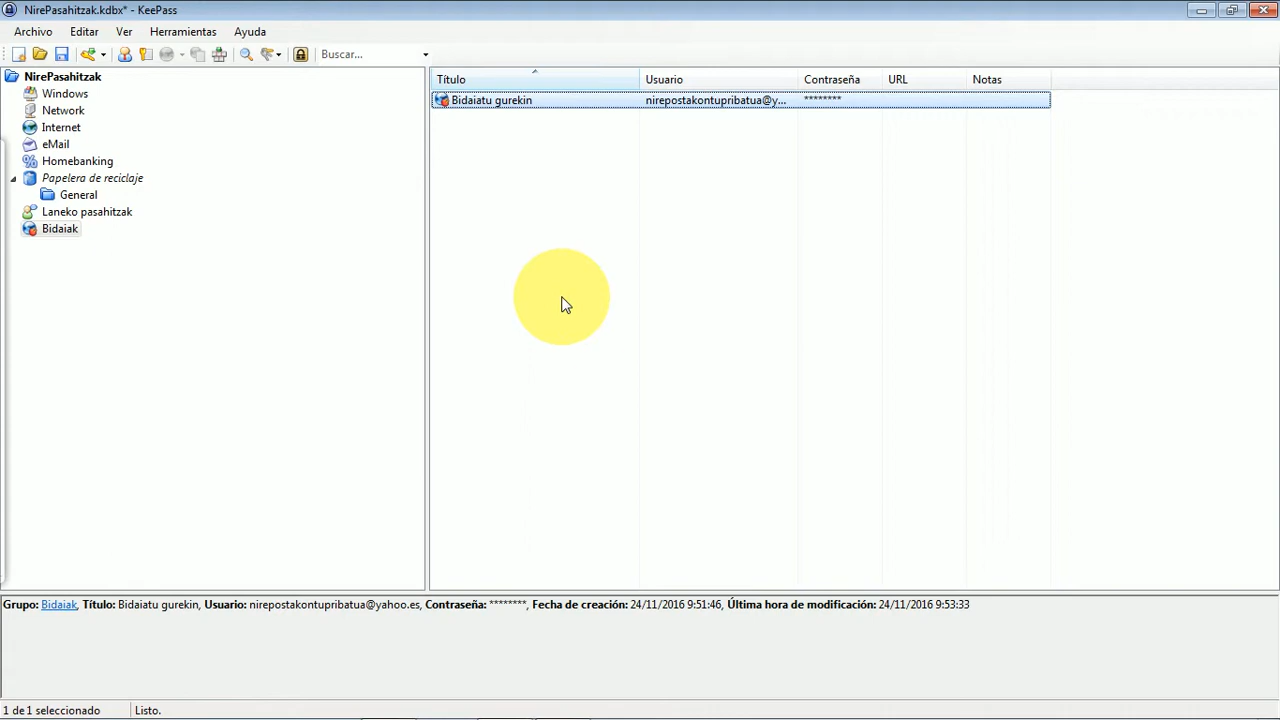 NirePasahitzak.kdbx* - KeePass
Archivo Editar Ver Herramientas Ayuda
Buscar...
NirePasahitzak
Windows
Network
Internet
eMail
Homebanking
Papelera de reciclaje
General
Laneko pasahitzak
Bidaiak
Título Usuario Contraseña URL Notas
Bidaiatu gurekin nirepostakontupribatua@y... ********
Grupo: Bidaiak, Título: Bidaiatu gurekin, Usuario: nirepostakontupribatua@yahoo.es, Contraseña: ********, Fecha de creación: 24/11/2016 9:51:46, Última hora de modificación: 24/11/2016 9:53:33
1 de 1 seleccionado Listo.